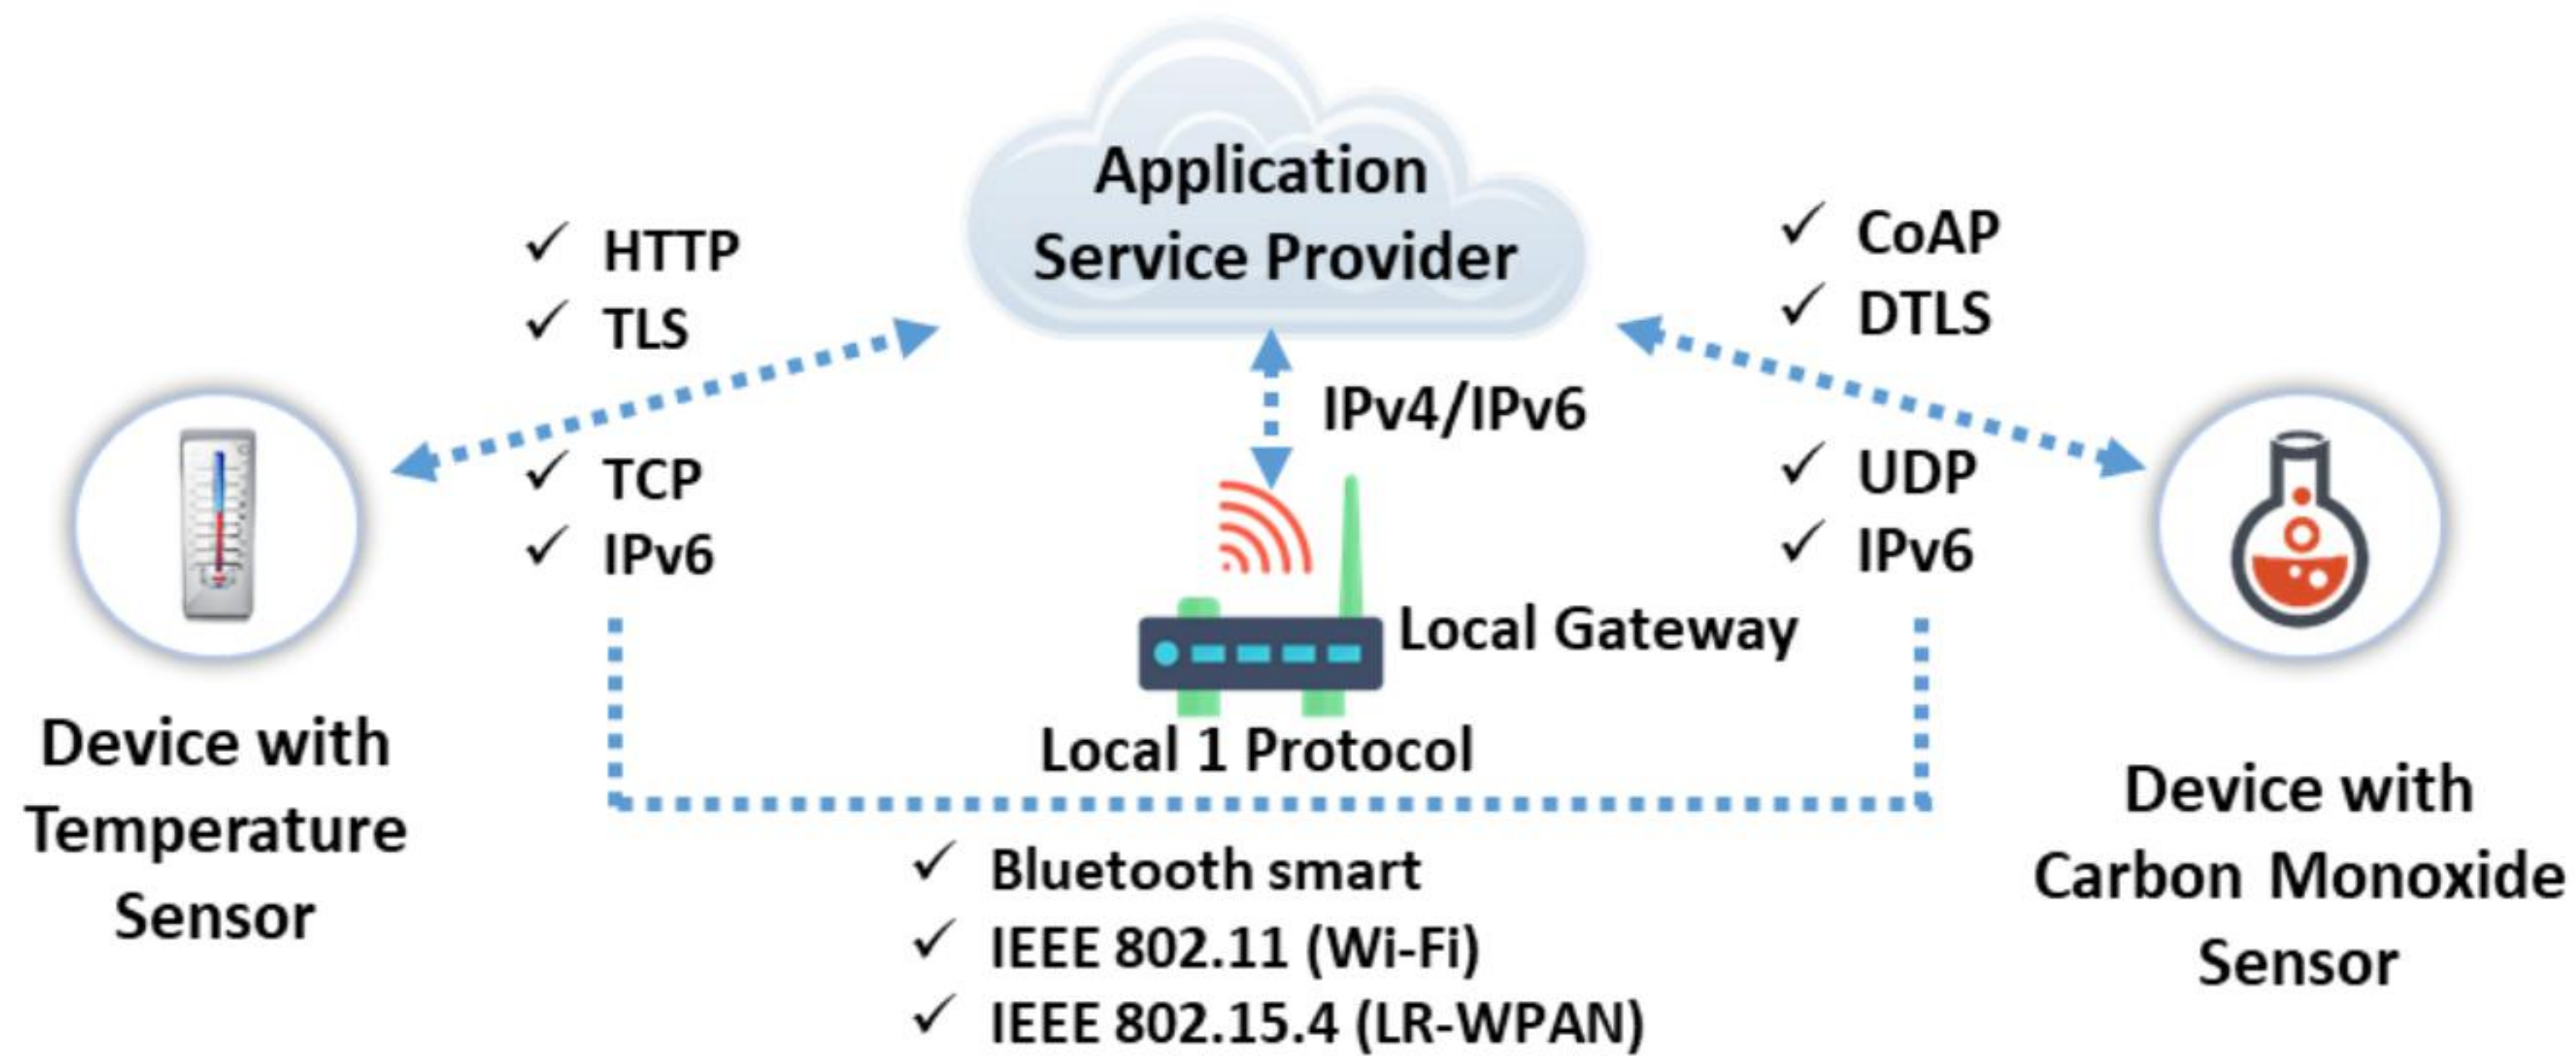 Application
Service Provider
✓ HTTP
✓ TLS
✓ TCP
✓ IPv6
✓ CoAP
✓ DTLS
✓ UDP
✓ IPv6
IPv4/IPv6
Local Gateway
Local 1 Protocol
Device with
Temperature
Sensor
Device with
Carbon Monoxide
Sensor
✓ Bluetooth smart
✓ IEEE 802.11 (Wi-Fi)
✓ IEEE 802.15.4 (LR-WPAN)